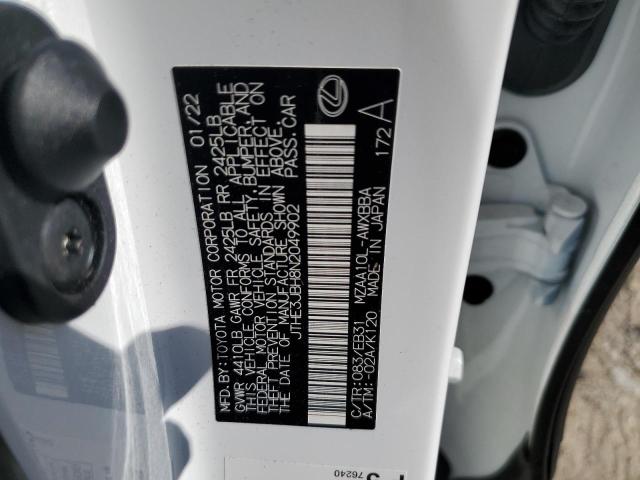 MFD. BY: TOYOTA MOTOR CORPORATION 01/22
GVWR 4410LB GAWR FR 2425LB RR 2425LB
THIS VEHICLE CONFORMS TO ALL APPLICABLE
FEDERAL MOTOR VEHICLE SAFETY, BUMPER, AND
THEFT PREVENTION STANDARDS IN EFFECT ON
THE DATE OF MANUFACTURE SHOWN ABOVE.
JTHE3JBH8N2049902 PASS. CAR
C/TR: 083/EB31 MZAA10L-AWXBBA
A/TM: -02A/K120 MADE IN JAPAN 172 A
76240